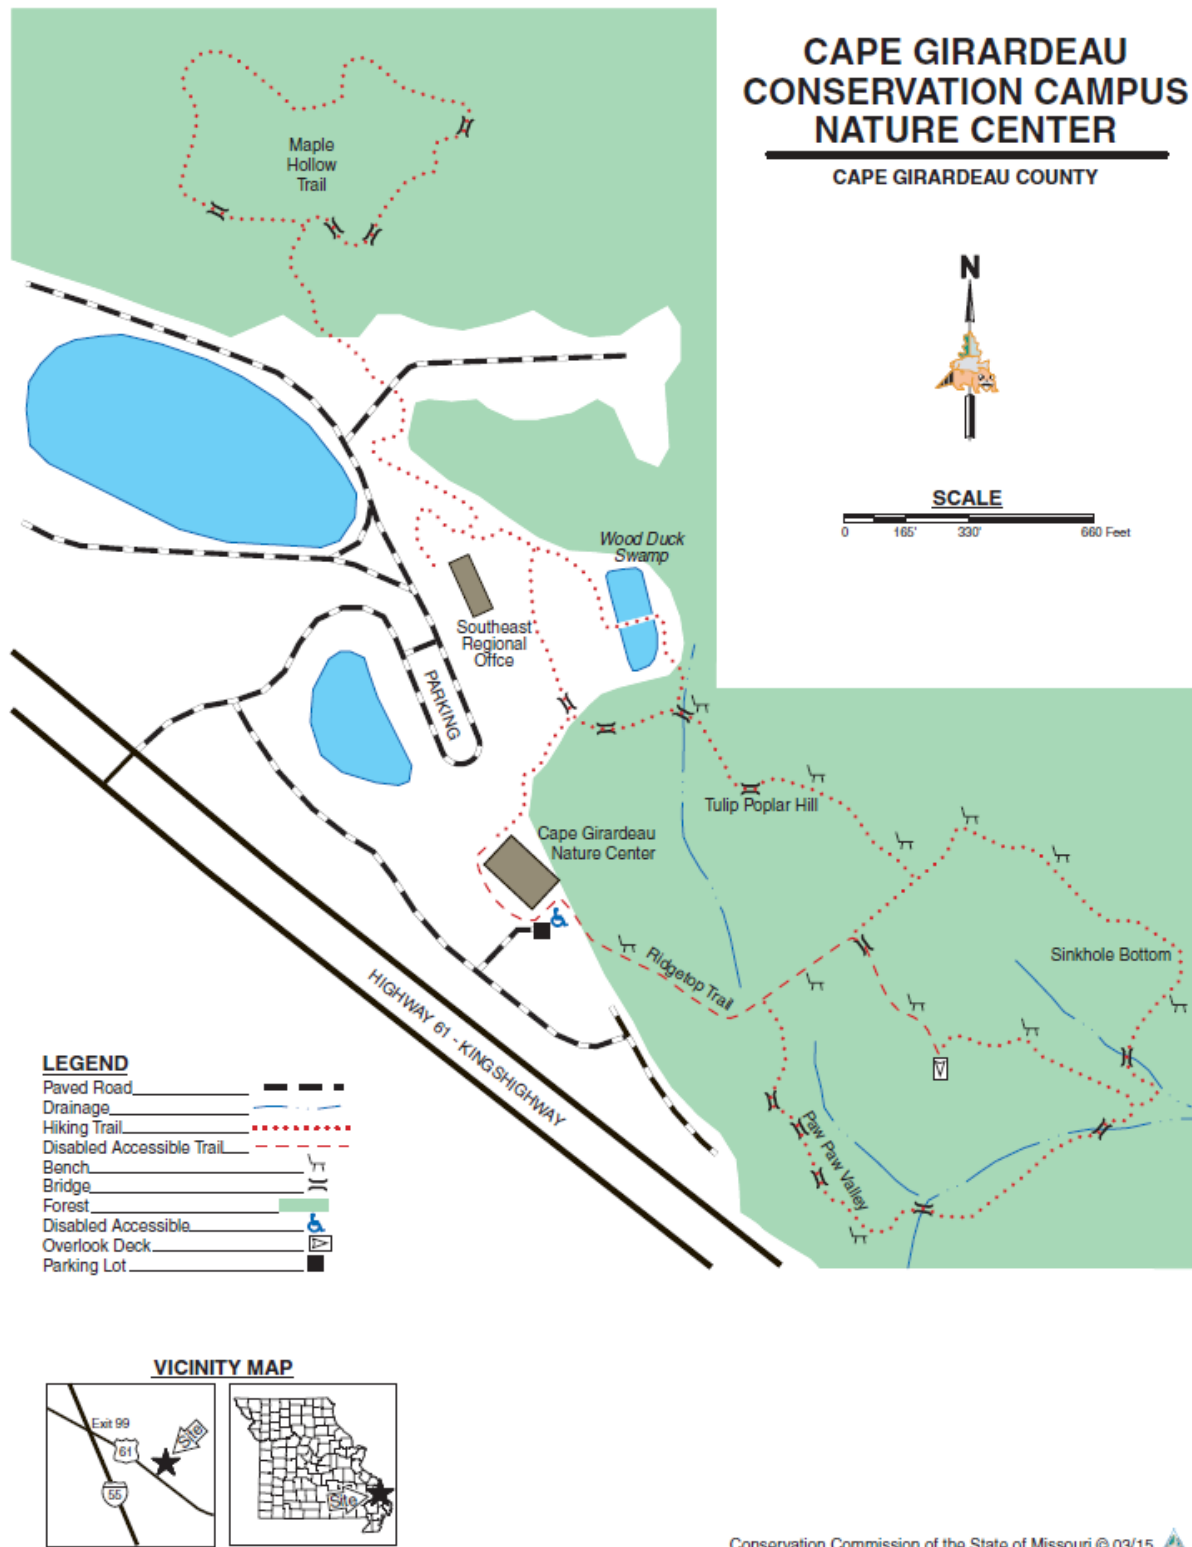 CAPE GIRARDEAU
CONSERVATION CAMPUS
NATURE CENTER
CAPE GIRARDEAU COUNTY
N
SCALE
0 165' 330' 660 Feet
Maple
Hollow
Trail
Wood Duck
Swamp
Southeast
Regional
Offce
PARKING
Tulip Poplar Hill
Cape Girardeau
Nature Center
Ridgetop Trail
Sinkhole Bottom
Paw Paw Valley
HIGHWAY 61 - KINGSHIGHWAY
LEGEND
Paved Road
Drainage
Hiking Trail
Disabled Accessible Trail
Bench
Bridge
Forest
Disabled Accessible
Overlook Deck
Parking Lot
VICINITY MAP
Exit 99
Site
61
55
Site
Conservation Commission of the State of Missouri © 03/15